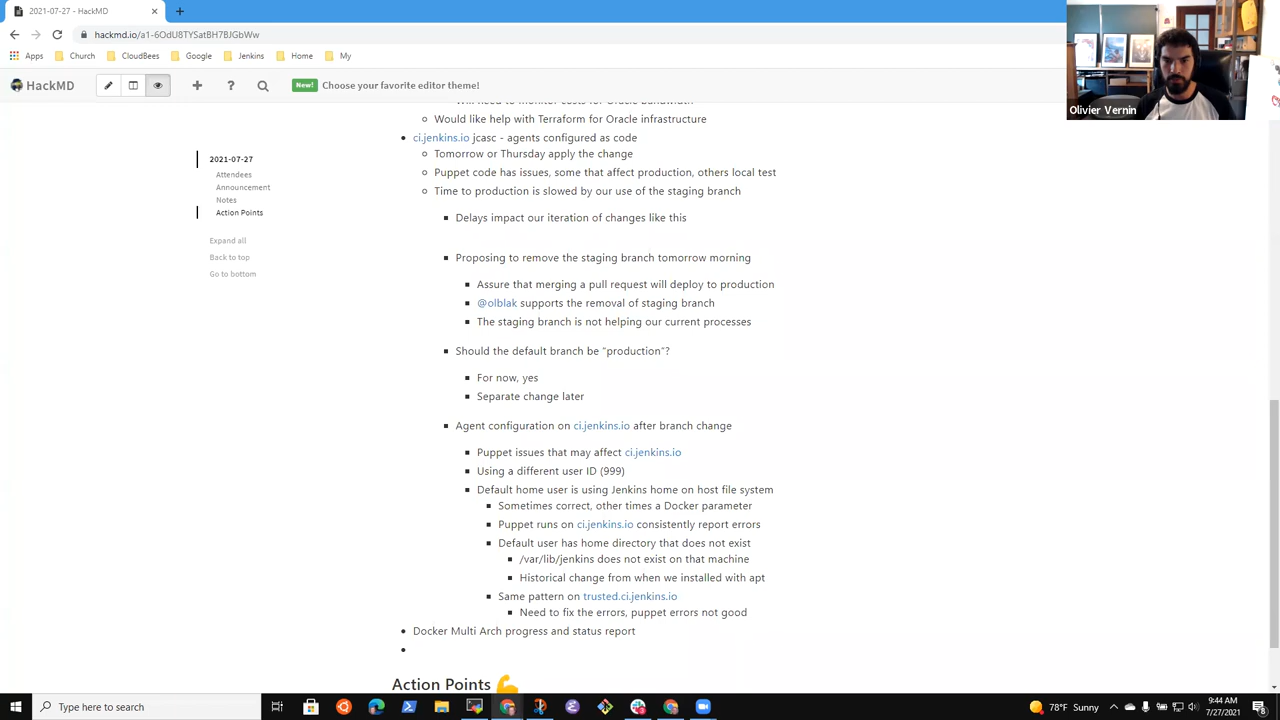 2021-07-27 - HackMD
hackmd.io/a1-6OdU8TYSatBH7BJGbWw
Apps
Church
CloudBees
Google
Jenkins
Home
My
HackMD
New!
Choose your favorite editor theme!
Olivier Vernin
2021-07-27
Attendees
Announcement
Notes
Action Points
Expand all
Back to top
Go to bottom
Will need to monitor costs for Oracle bandwidth
Would like help with Terraform for Oracle infrastructure
ci.jenkins.io jcasc - agents configured as code
Tomorrow or Thursday apply the change
Puppet code has issues, some that affect production, others local test
Time to production is slowed by our use of the staging branch
Delays impact our iteration of changes like this
Proposing to remove the staging branch tomorrow morning
Assure that merging a pull request will deploy to production
@olblak supports the removal of staging branch
The staging branch is not helping our current processes
Should the default branch be “production”?
For now, yes
Separate change later
Agent configuration on ci.jenkins.io after branch change
Puppet issues that may affect ci.jenkins.io
Using a different user ID (999)
Default home user is using Jenkins home on host file system
Sometimes correct, other times a Docker parameter
Puppet runs on ci.jenkins.io consistently report errors
Default user has home directory that does not exist
/var/lib/jenkins does not exist on that machine
Historical change from when we installed with apt
Same pattern on trusted.ci.jenkins.io
Need to fix the errors, puppet errors not good
Docker Multi Arch progress and status report
Action Points
Type here to search
78°F Sunny
9:44 AM
7/27/2021